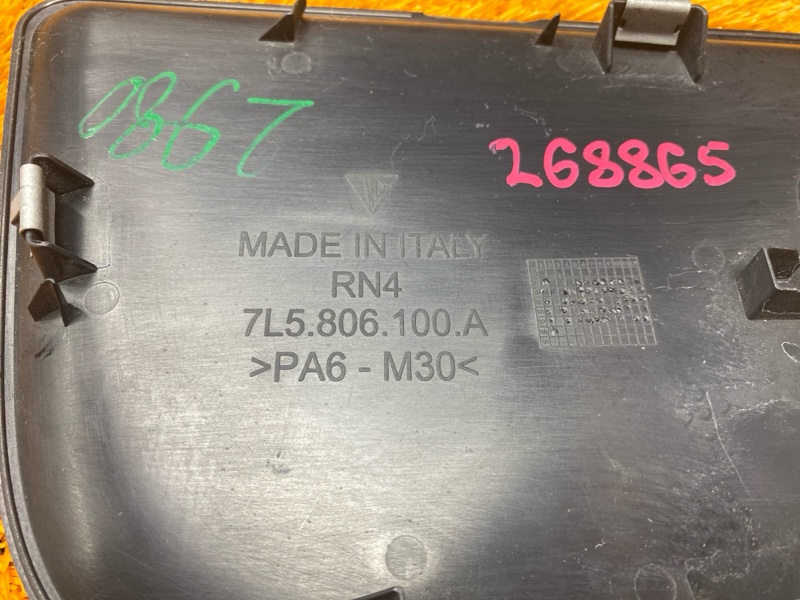 0867
268865
MADE IN ITALY
RN4
7L5.806.100.A
>PA6 - M30<